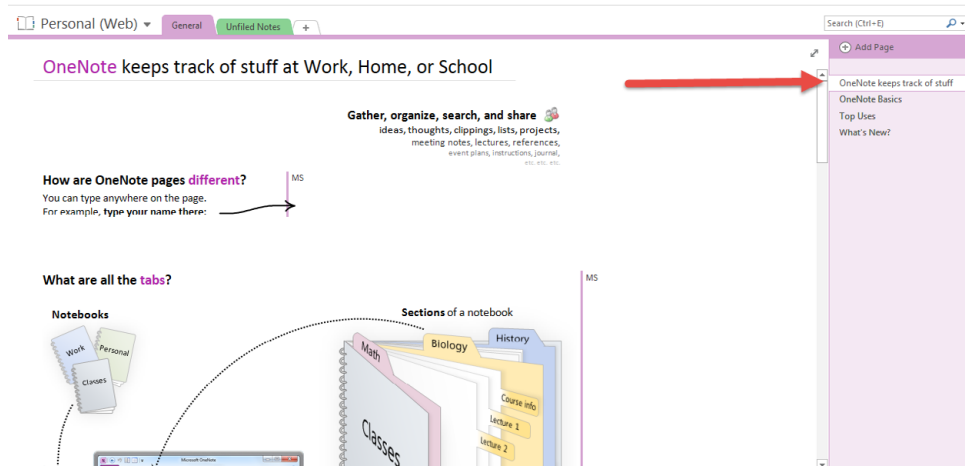 Personal (Web)
General
Unfiled Notes
+
Search (Ctrl+E)
Add Page
OneNote keeps track of stuff
OneNote Basics
Top Uses
What's New?
OneNote keeps track of stuff at Work, Home, or School
Gather, organize, search, and share
ideas, thoughts, clippings, lists, projects,
meeting notes, lectures, references,
event plans, instructions, journal,
etc. etc. etc.
How are OneNote pages different?
MS
You can type anywhere on the page.
For example, type your name there:
What are all the tabs?
MS
Notebooks
Sections of a notebook
Work
Personal
Classes
Math
Biology
History
Course info
Lecture 1
Lecture 2
Classes
Microsoft OneNote